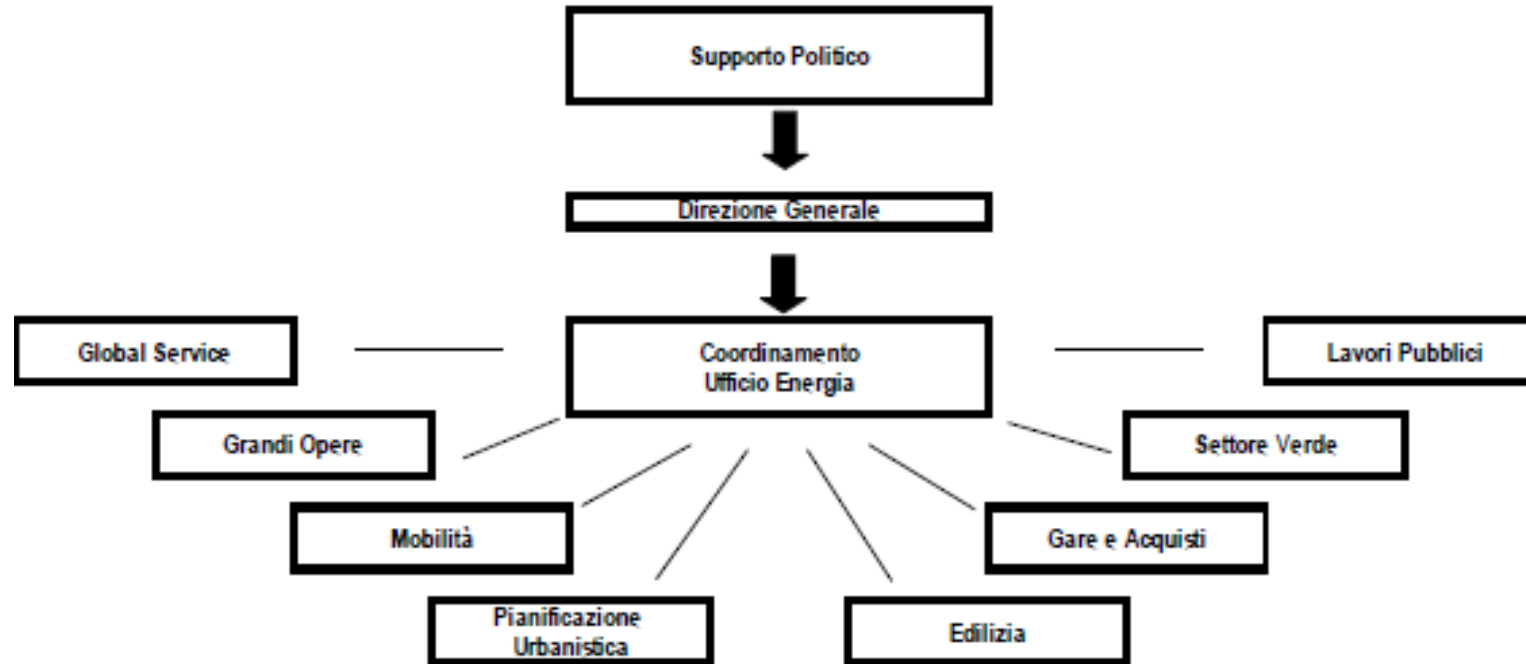 Supporto Politico
Direzione Generale
Global Service
Coordinamento
Ufficio Energia
Lavori Pubblici
Grandi Opere
Settore Verde
Mobilità
Gare e Acquisti
Pianificazione
Urbanistica
Edilizia